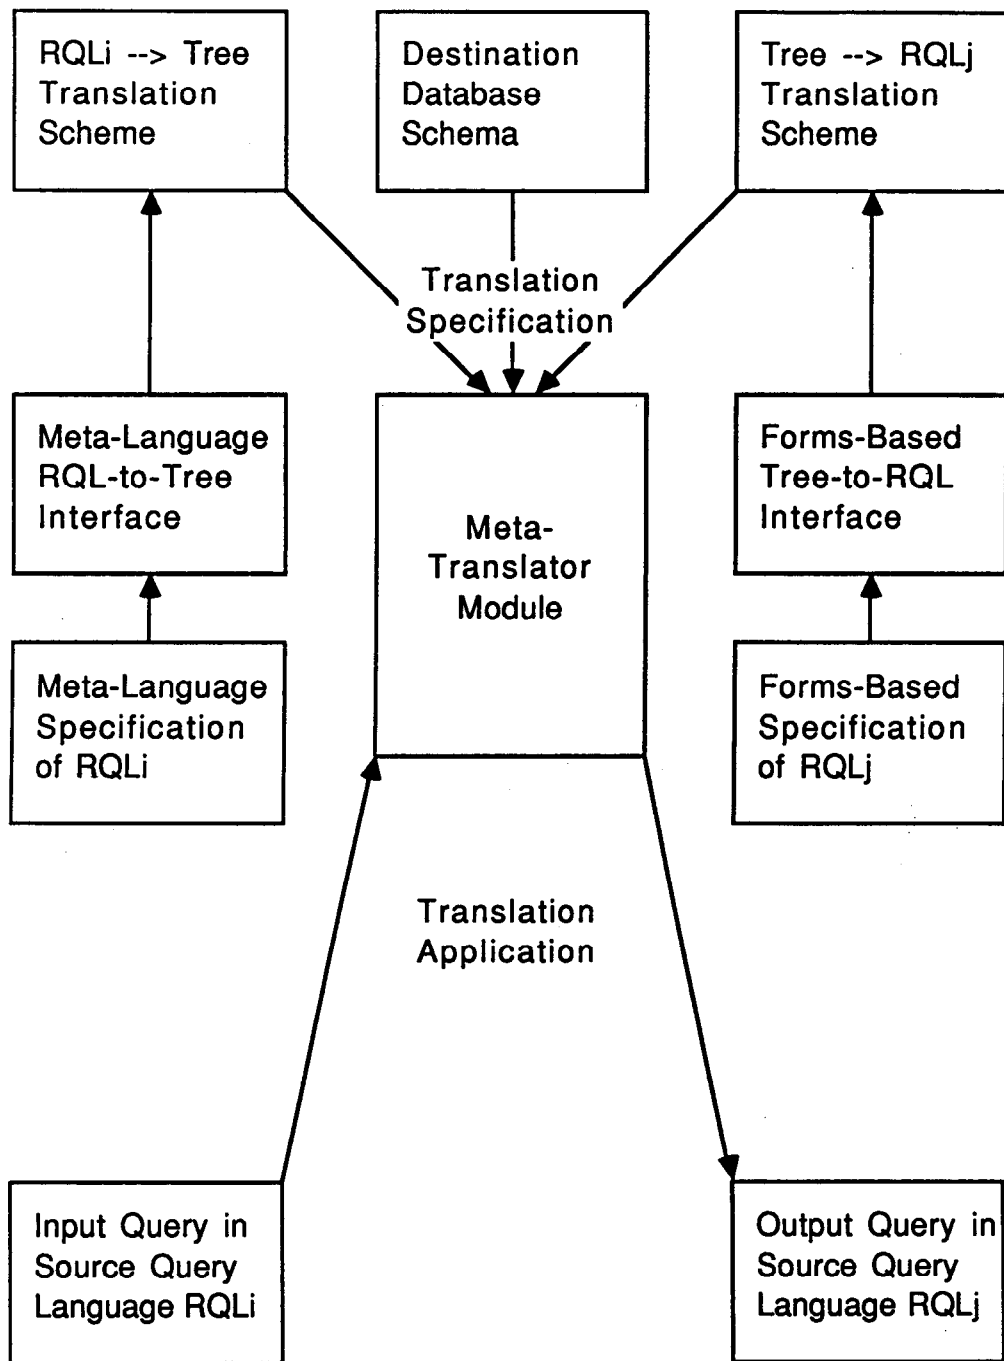 RQLi --> Tree
Translation
Scheme
Destination
Database
Schema
Tree --> RQLj
Translation
Scheme
Translation
Specification
Meta-Language
RQL-to-Tree
Interface
Meta-
Translator
Module
Forms-Based
Tree-to-RQL
Interface
Meta-Language
Specification
of RQLi
Forms-Based
Specification
of RQLj
Translation
Application
Input Query in
Source Query
Language RQLi
Output Query in
Source Query
Language RQLj